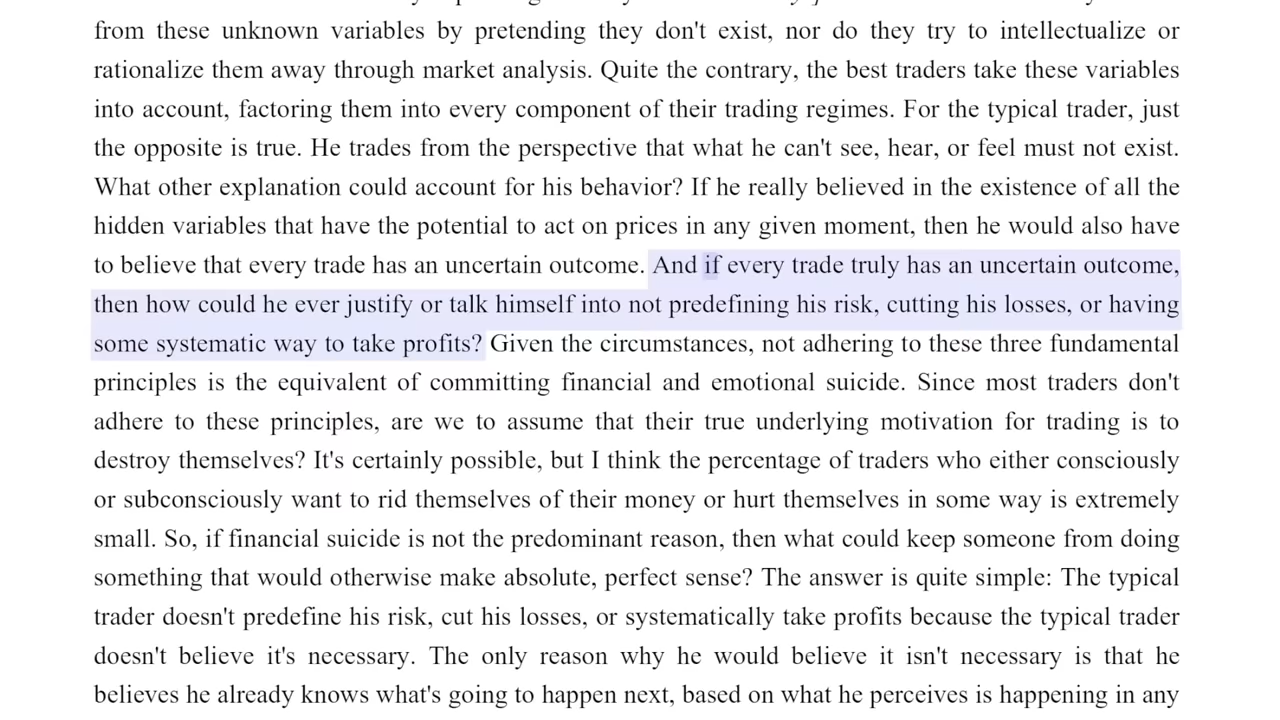 from these unknown variables by pretending they don't exist, nor do they try to intellectualize or
rationalize them away through market analysis. Quite the contrary, the best traders take these variables
into account, factoring them into every component of their trading regimes. For the typical trader, just
the opposite is true. He trades from the perspective that what he can't see, hear, or feel must not exist.
What other explanation could account for his behavior? If he really believed in the existence of all the
hidden variables that have the potential to act on prices in any given moment, then he would also have
to believe that every trade has an uncertain outcome. And if every trade truly has an uncertain outcome,
then how could he ever justify or talk himself into not predefining his risk, cutting his losses, or having
some systematic way to take profits? Given the circumstances, not adhering to these three fundamental
principles is the equivalent of committing financial and emotional suicide. Since most traders don't
adhere to these principles, are we to assume that their true underlying motivation for trading is to
destroy themselves? It's certainly possible, but I think the percentage of traders who either consciously
or subconsciously want to rid themselves of their money or hurt themselves in some way is extremely
small. So, if financial suicide is not the predominant reason, then what could keep someone from doing
something that would otherwise make absolute, perfect sense? The answer is quite simple: The typical
trader doesn't predefine his risk, cut his losses, or systematically take profits because the typical trader
doesn't believe it's necessary. The only reason why he would believe it isn't necessary is that he
believes he already knows what's going to happen next, based on what he perceives is happening in any